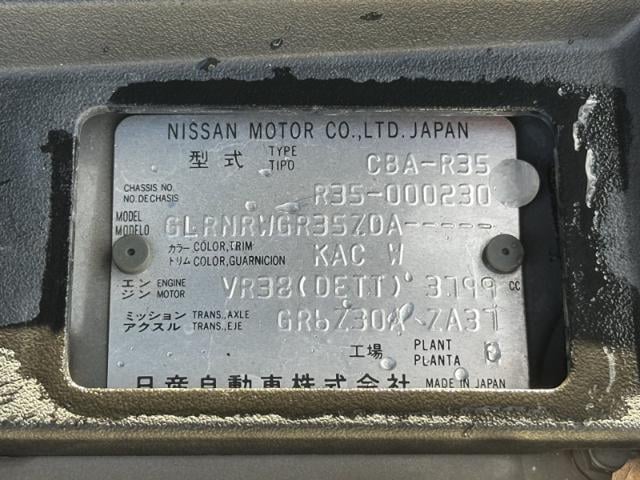 NISSAN MOTOR CO.,LTD. JAPAN
型式 TYPE TIPO CBA-R35
CHASSIS NO. NO. DE CHASIS R35-000230
MODEL MODELO GLRNRWGR35ZDA-----
カラー COLOR,TRIM トリム COLOR,GUARNICION KAC W
エンジン ENGINE MOTOR VR38(DETT) 3799 cc
ミッション アクスル TRANS.,AXLE TRANS.,EJE GR6Z30A ZA37
工場 PLANT PLANTA
日産自動車株式会社 MADE IN JAPAN